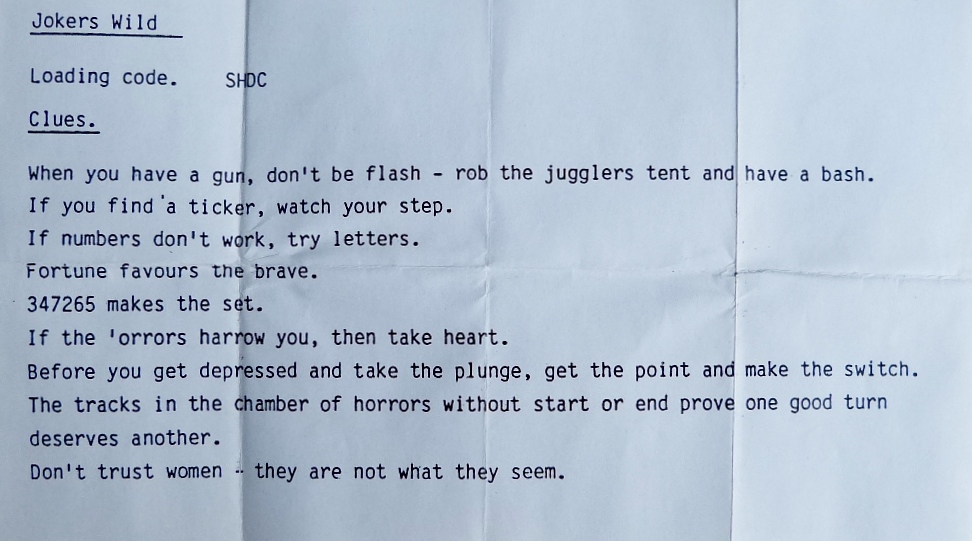 Jokers Wild
Loading code. SHDC
Clues.
When you have a gun, don't be flash - rob the jugglers tent and have a bash.
If you find a ticker, watch your step.
If numbers don't work, try letters.
Fortune favours the brave.
347265 makes the set.
If the 'orrors harrow you, then take heart.
Before you get depressed and take the plunge, get the point and make the switch.
The tracks in the chamber of horrors without start or end prove one good turn
deserves another.
Don't trust women - they are not what they seem.